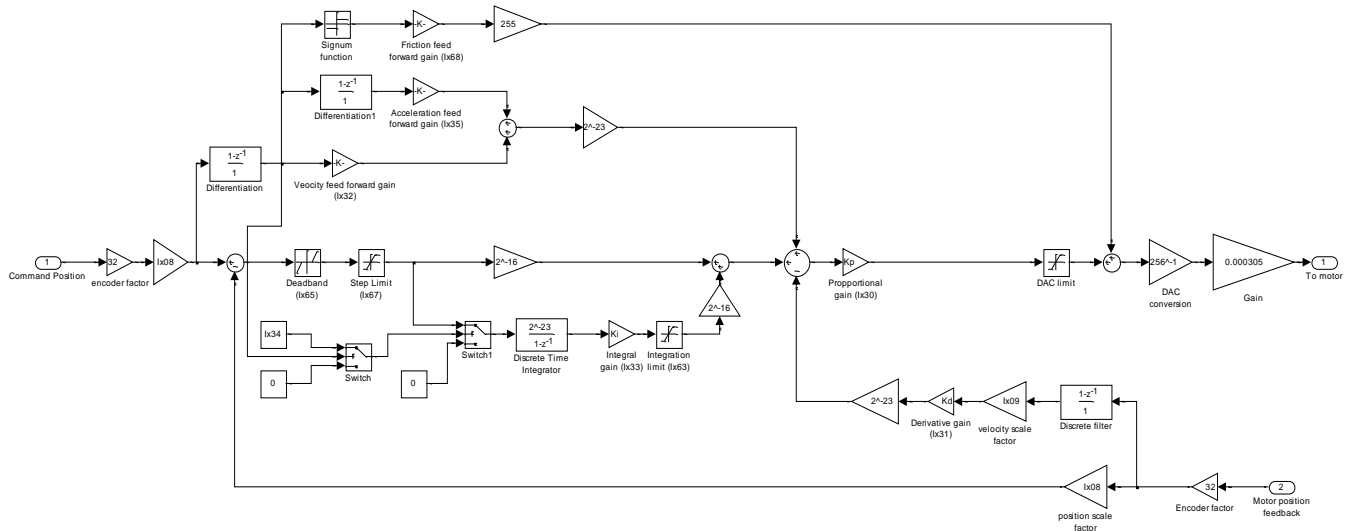 -K-
255
Signum
function
Friction feed
forward gain (Ix68)
1-z-1
1
Differentiation1
-K-
Acceleration feed
forward gain (Ix35)
2^-23
1-z-1
1
Differentiation
-K-
Veocity feed forward gain
(Ix32)
1
Command Position
32
encoder factor
Ix08
Deadband
(Ix65)
Step Limit
(Ix67)
2^-16
Kp
Propportional
gain (Ix30)
DAC limit
256^-1
DAC
conversion
0.000305
Gain
1
To motor
2^-16
Ix34
0
Switch
0
Switch1
2^-23
1-z-1
Discrete Time
Integrator
Ki
Integral
gain (Ix33)
Integration
limit (Ix63)
2^-23
Kd
Derivative gain
(Ix31)
Ix09
velocity scale
factor
1-z-1
1
Discrete filter
Ix08
position scale
factor
32
Encoder factor
2
Motor position
feedback